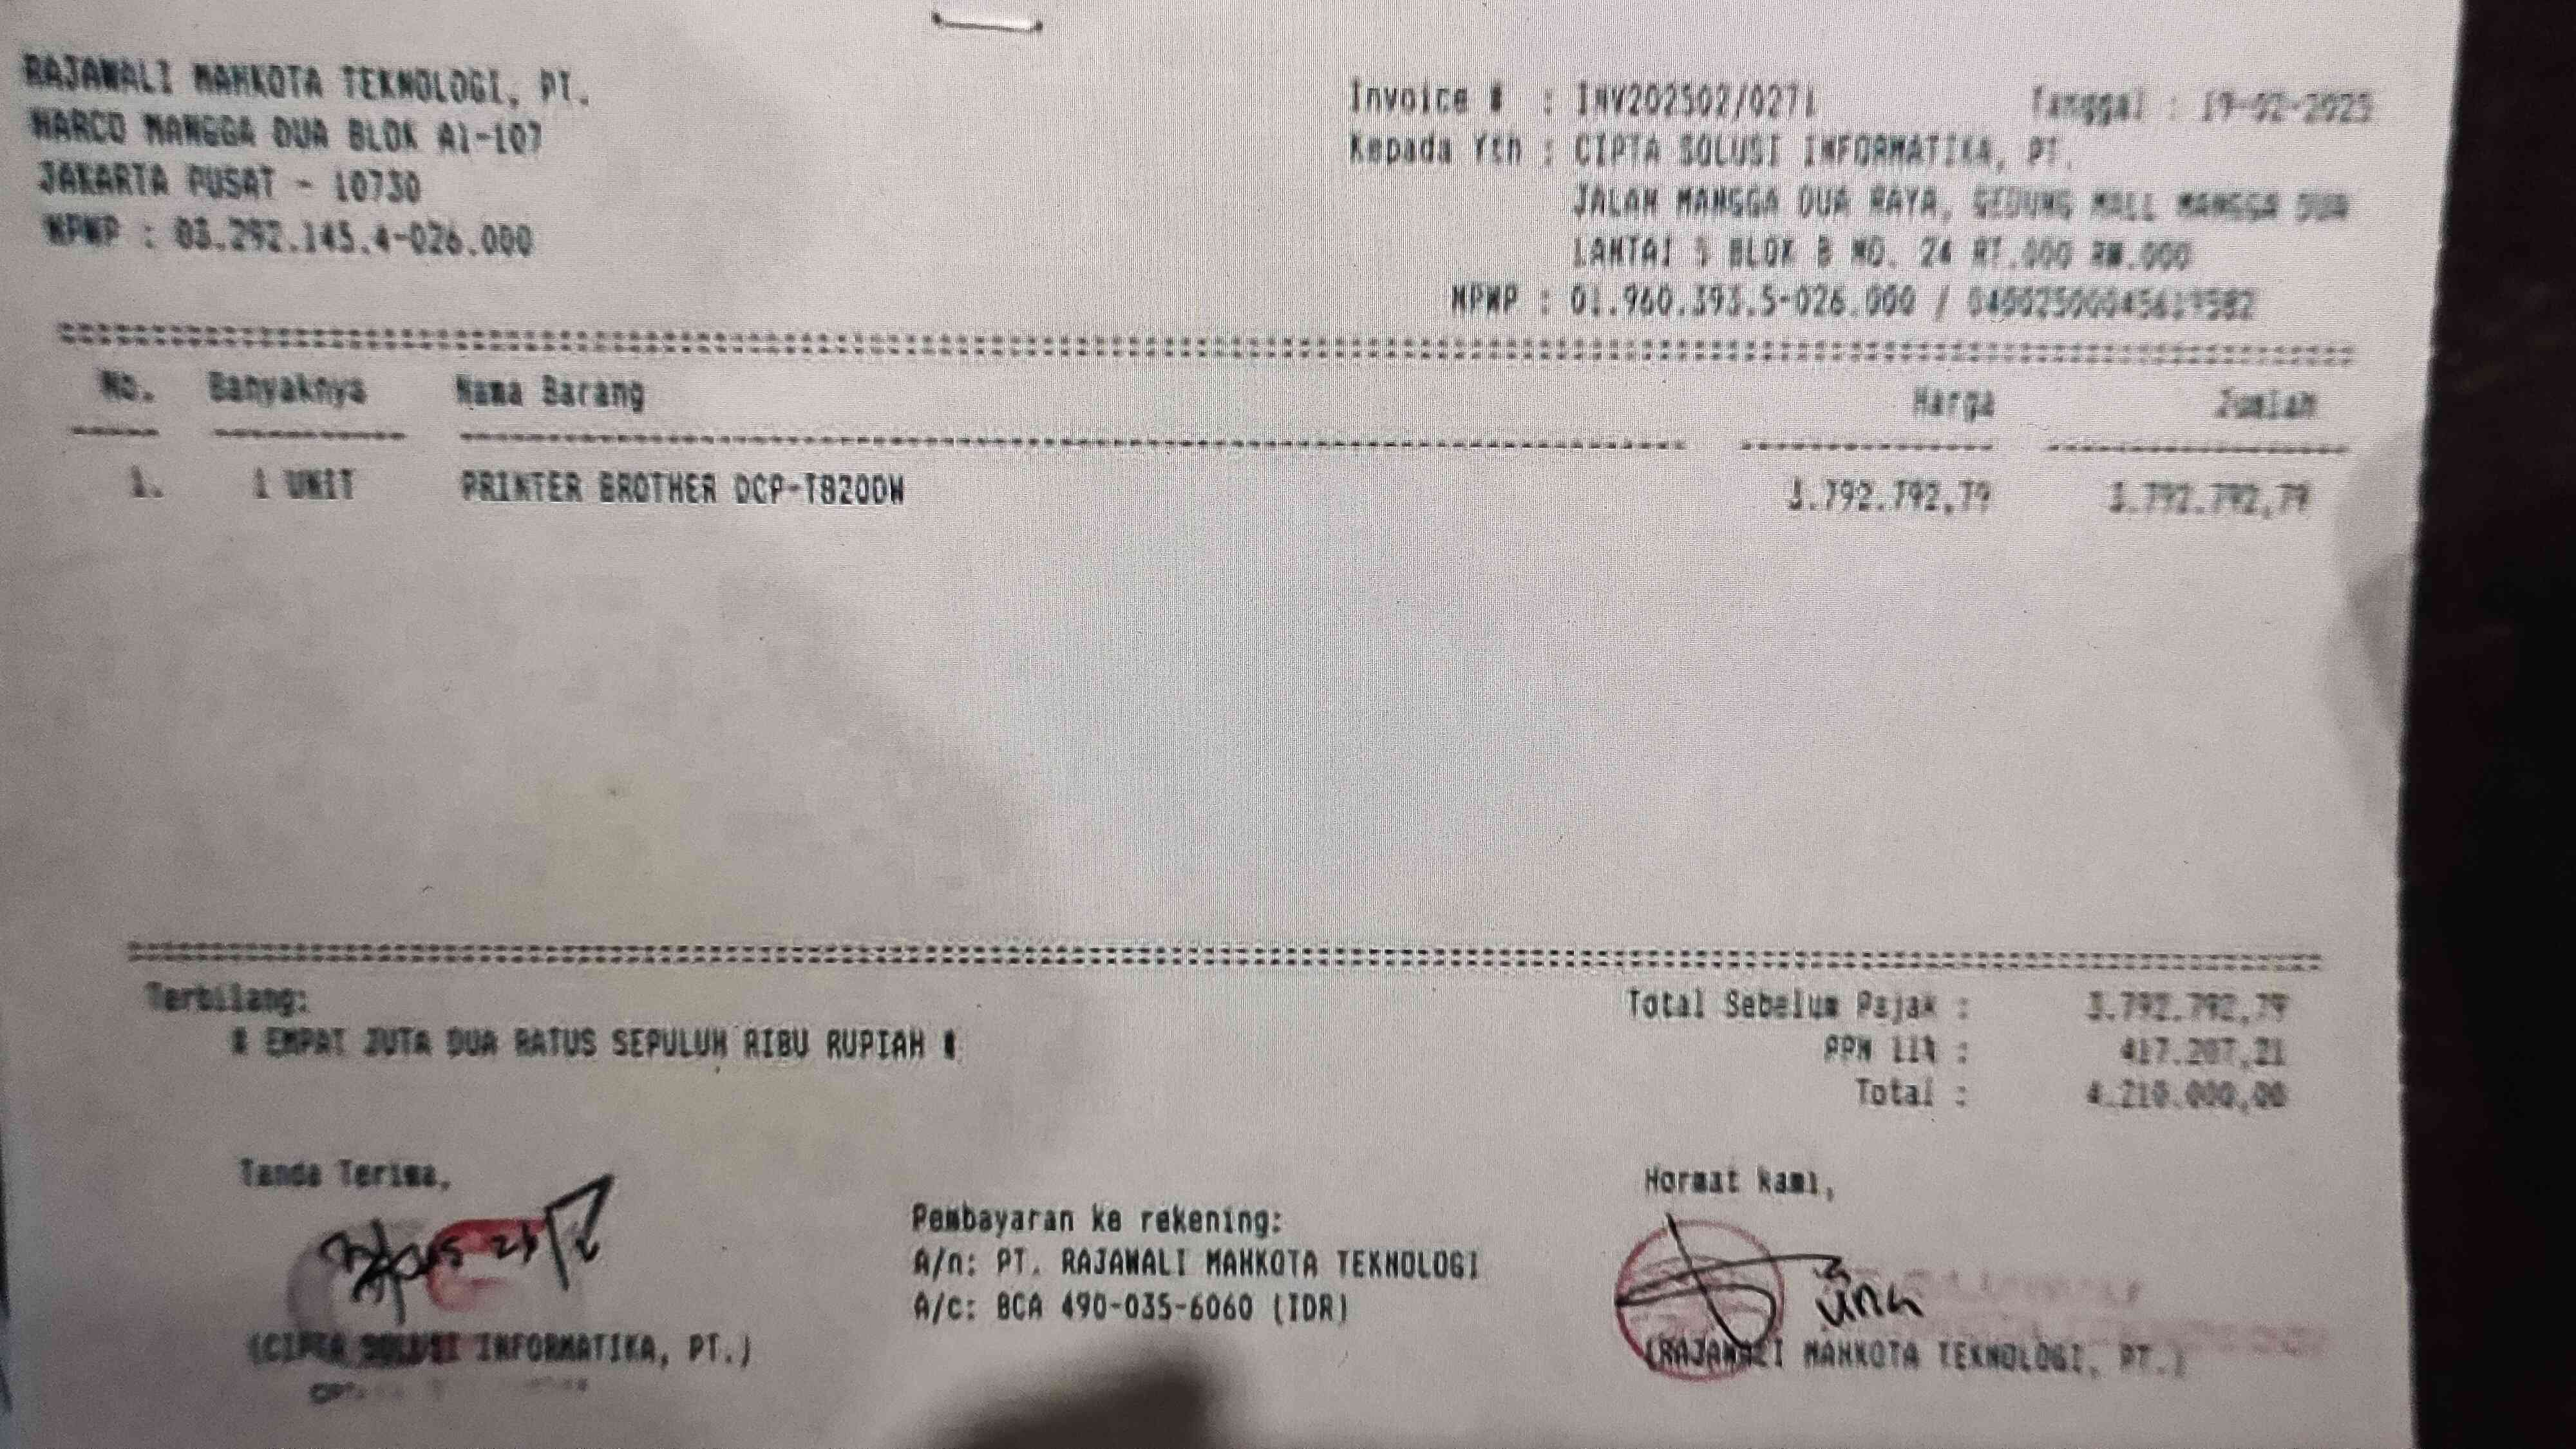 RAJAWALI MAHKOTA TEKNOLOGI, PT.
HARCO MANGGA DUA BLOK A1-107
JAKARTA PUSAT - 10730
NPWP : 03.292.145.4-026.000
Invoice # : INV202502/0271 Tanggal : 19-02-2025
Kepada Yth : CIPTA SOLUSI INFORMATIKA, PT.
JALAN MANGGA DUA RAYA, GEDUNG MALL MANGGA DUA
LANTAI BLOK B NO. 24 RT.000 RW.000
NPWP : 01.960.393.5-026.000 /
No. Banyaknya Nama Barang Harga Jumlah
1. 1 UNIT PRINTER BROTHER DCP-T820DW 3.792.792,79 3.792.792,79
Terbilang:
# EMPAT JUTA DUA RATUS SEPULUH RIBU RUPIAH #
Total Sebelum Pajak : 3.792.792,79
PPN 11% : 417.207,21
Total : 4.210.000,00
Tanda Terima,
Hormat kami,
Pembayaran ke rekening:
A/n: PT. RAJAWALI MAHKOTA TEKNOLOGI
A/c: BCA 490-035-6060 (IDR)
(CIPTA SOLUSI INFORMATIKA, PT.)
(RAJAWALI MAHKOTA TEKNOLOGI, PT.)